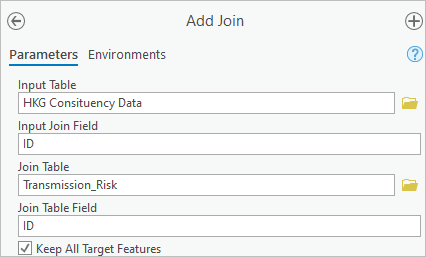 Add Join
Parameters Environments
Input Table
HKG Consituency Data
Input Join Field
ID
Join Table
Transmission_Risk
Join Table Field
ID
Keep All Target Features